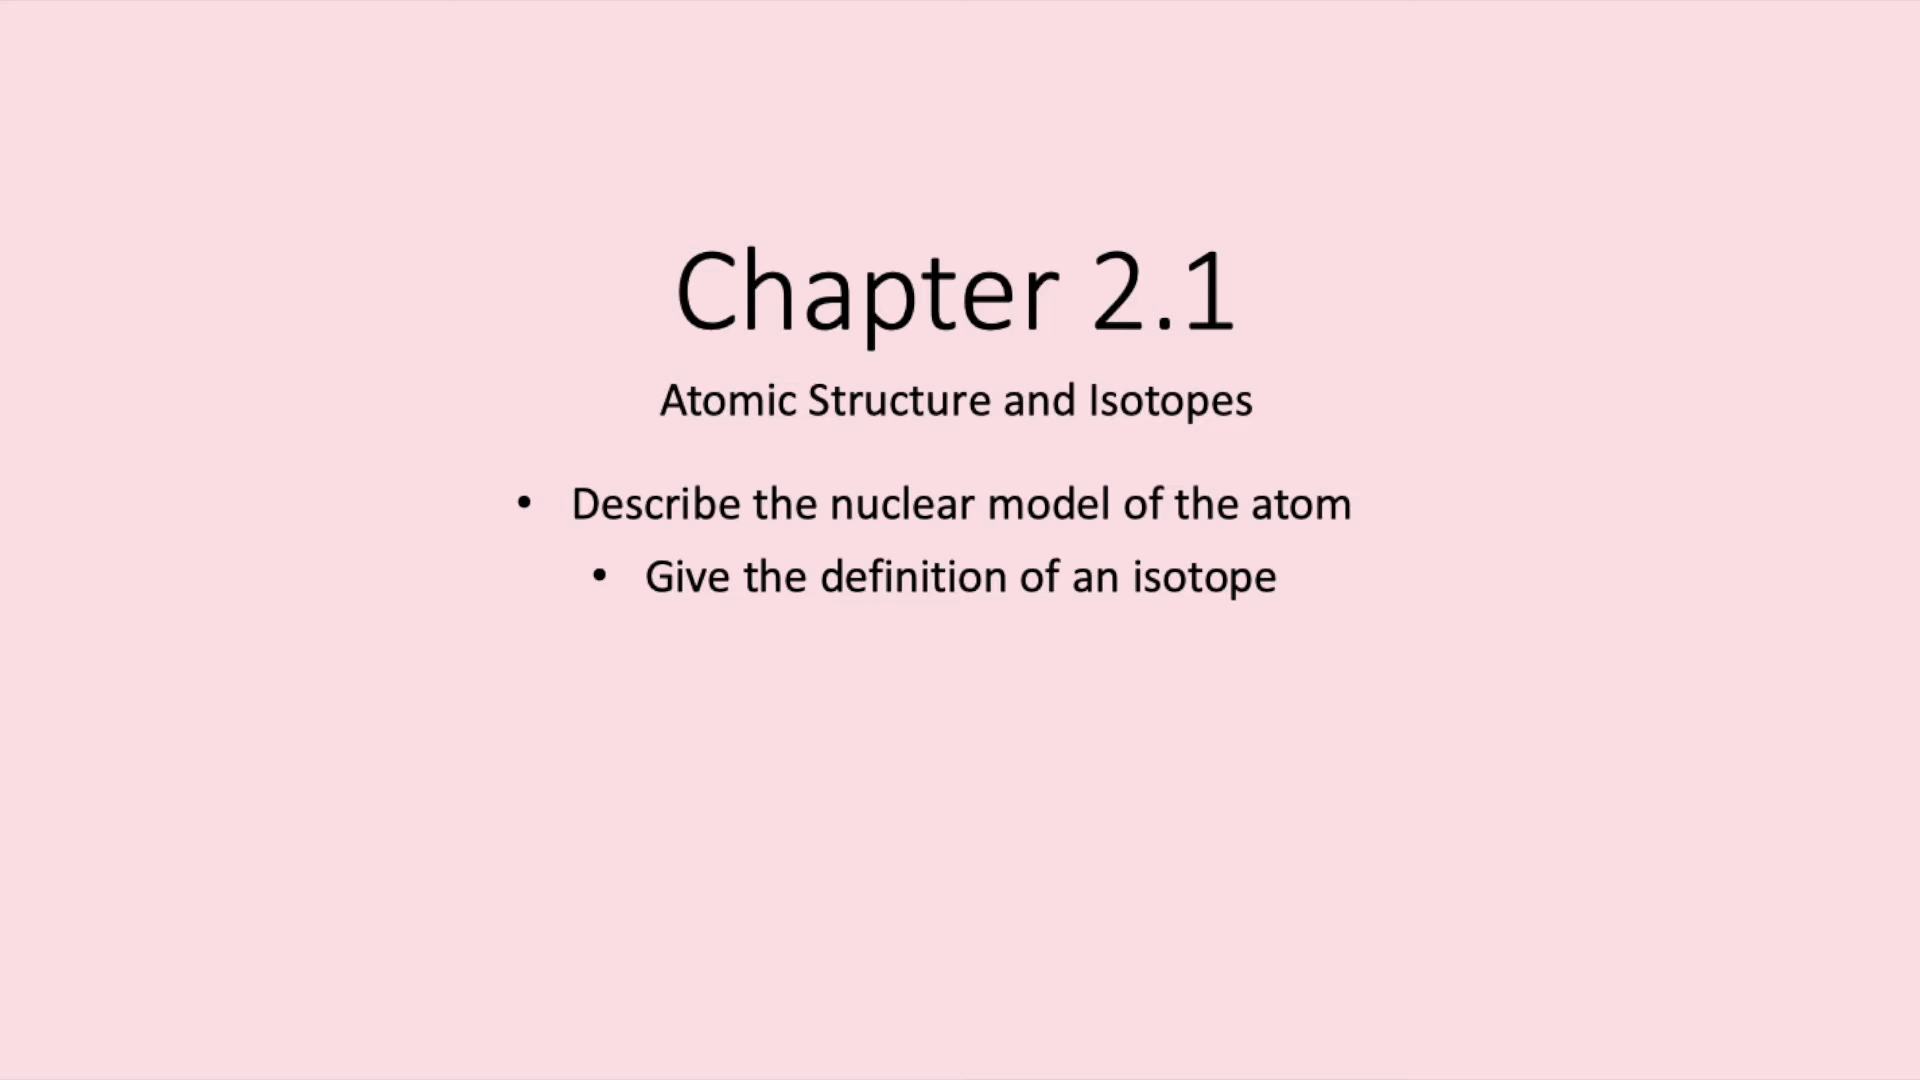 Chapter 2.1
Atomic Structure and Isotopes
• Describe the nuclear model of the atom
• Give the definition of an isotope